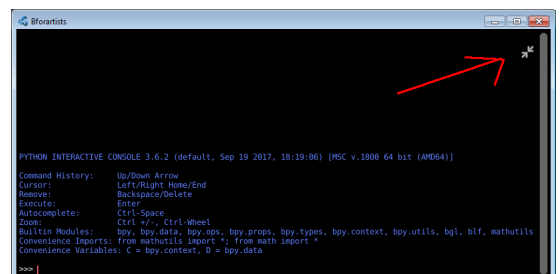 Bforartists
PYTHON INTERACTIVE CONSOLE 3.6.2 (default, Sep 19 2017, 18:19:06) [MSC v.1800 64 bit (AMD64)]
Command History: Up/Down Arrow
Cursor: Left/Right Home/End
Remove: Backspace/Delete
Execute: Enter
Autocomplete: Ctrl-Space
Zoom: Ctrl +/-, Ctrl-Wheel
Builtin Modules: bpy, bpy.data, bpy.ops, bpy.props, bpy.types, bpy.context, bpy.utils, bgl, blf, mathutils
Convenience Imports: from mathutils import *; from math import *
Convenience Variables: C = bpy.context, D = bpy.data
>>>